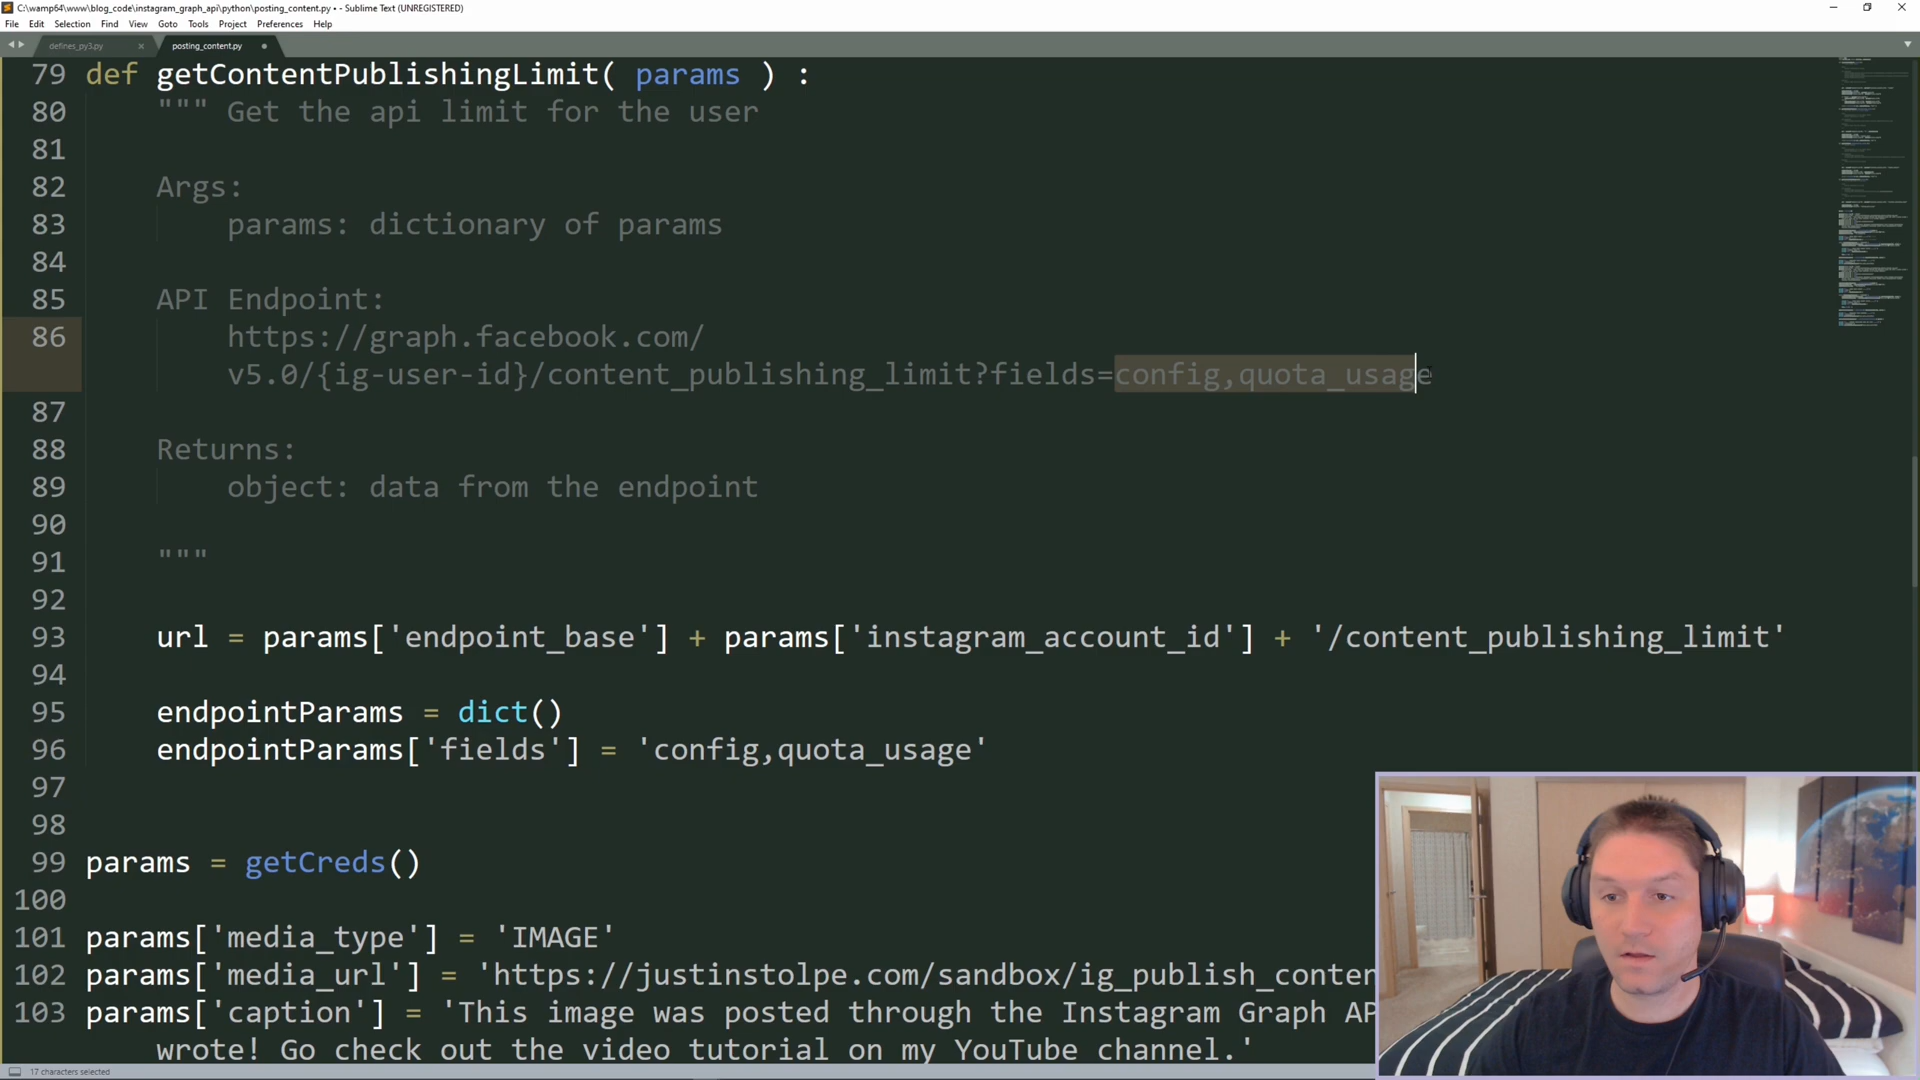 C:\wamp64\www\blog_code\instagram_graph_api\python\posting_content.py • - Sublime Text (UNREGISTERED)
File Edit Selection Find View Goto Tools Project Preferences Help
defines_py3.py posting_content.py
79 def getContentPublishingLimit( params ) :
80 """ Get the api limit for the user
81
82 Args:
83 params: dictionary of params
84
85 API Endpoint:
86 https://graph.facebook.com/
v5.0/{ig-user-id}/content_publishing_limit?fields=config,quota_usage
87
88 Returns:
89 object: data from the endpoint
90
91 """
92
93 url = params['endpoint_base'] + params['instagram_account_id'] + '/content_publishing_limit'
94
95 endpointParams = dict()
96 endpointParams['fields'] = 'config,quota_usage'
97
98
99 params = getCreds()
100
101 params['media_type'] = 'IMAGE'
102 params['media_url'] = 'https://justinstolpe.com/sandbox/ig_publish_conten
103 params['caption'] = 'This image was posted through the Instagram Graph AP
wrote! Go check out the video tutorial on my YouTube channel.'
17 characters selected